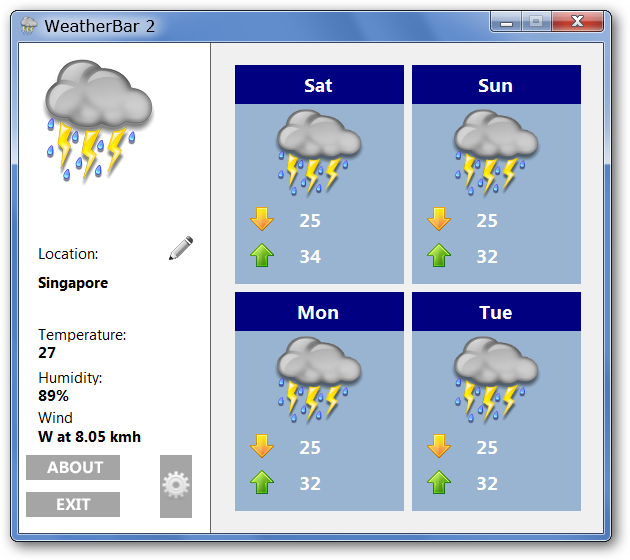 WeatherBar 2
Location:
Singapore
Temperature:
27
Humidity:
89%
Wind
W at 8.05 kmh
ABOUT
EXIT
Sat
25
34
Sun
25
32
Mon
25
32
Tue
25
32